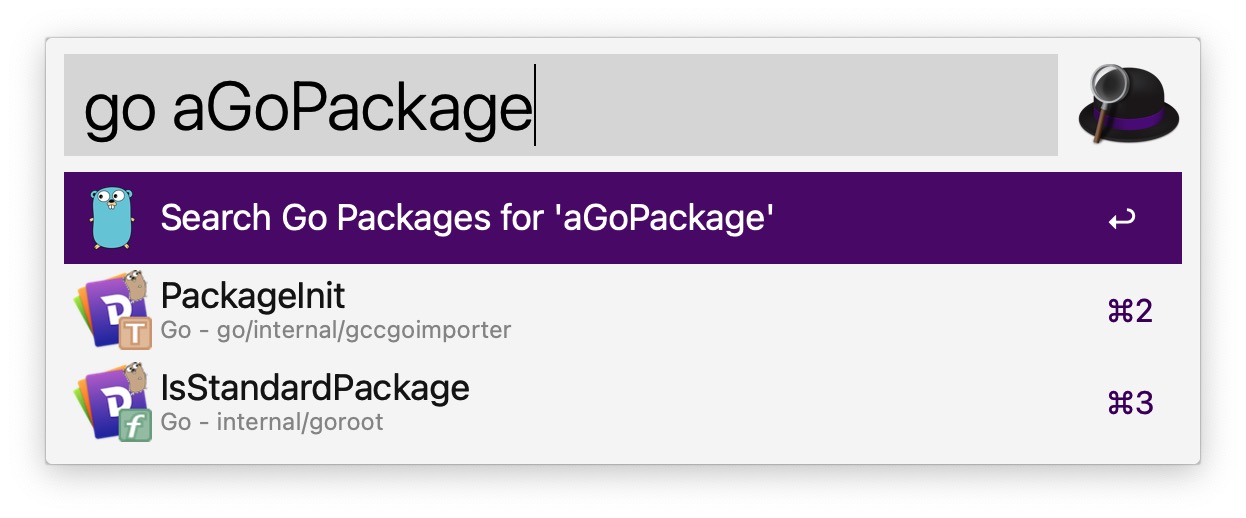 go aGoPackage
Search Go Packages for 'aGoPackage' ↩
PackageInit
Go - go/internal/gccgoimporter
⌘2
T
IsStandardPackage
Go - internal/goroot
⌘3
f